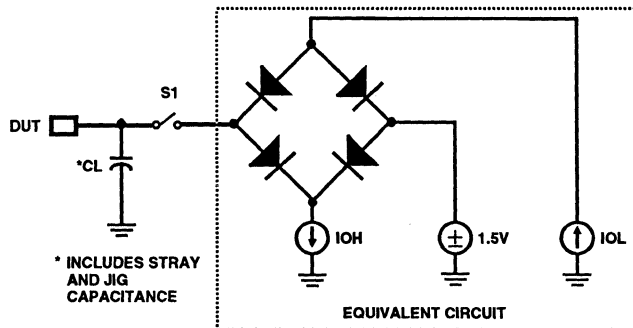 S1
DUT
*CL
IOH
± 1.5V
IOL
* INCLUDES STRAY
AND JIG
CAPACITANCE
EQUIVALENT CIRCUIT